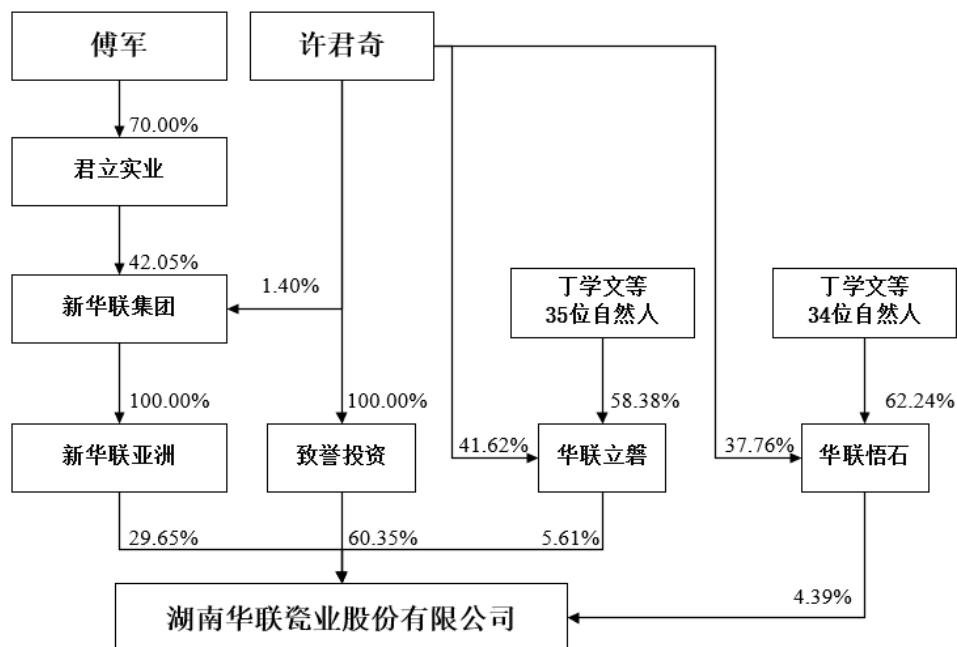 傅军
许君奇
70.00%
君立实业
42.05%
1.40%
新华联集团
丁学文等
35位自然人
丁学文等
34位自然人
100.00%
100.00%
58.38%
62.24%
新华联亚洲
致誉投资
41.62%
华联立磐
37.76%
华联悟石
29.65%
60.35%
5.61%
4.39%
湖南华联瓷业股份有限公司